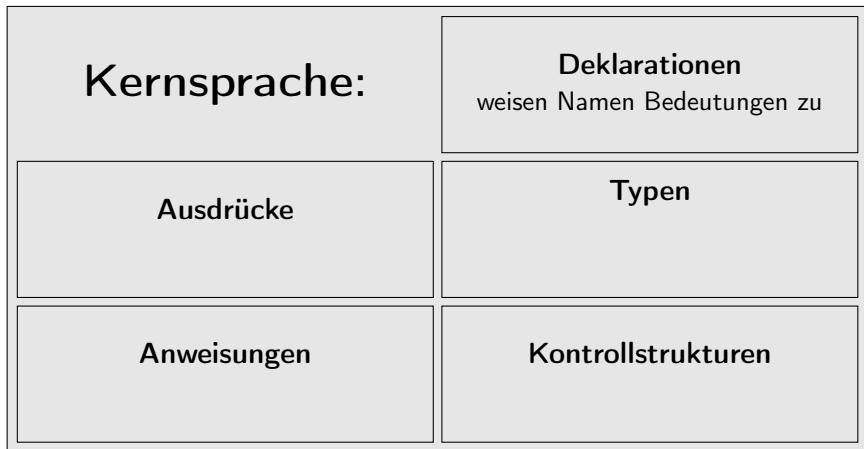 Kernsprache:
Deklarationen
weisen Namen Bedeutungen zu
Ausdrücke
Typen
Anweisungen
Kontrollstrukturen